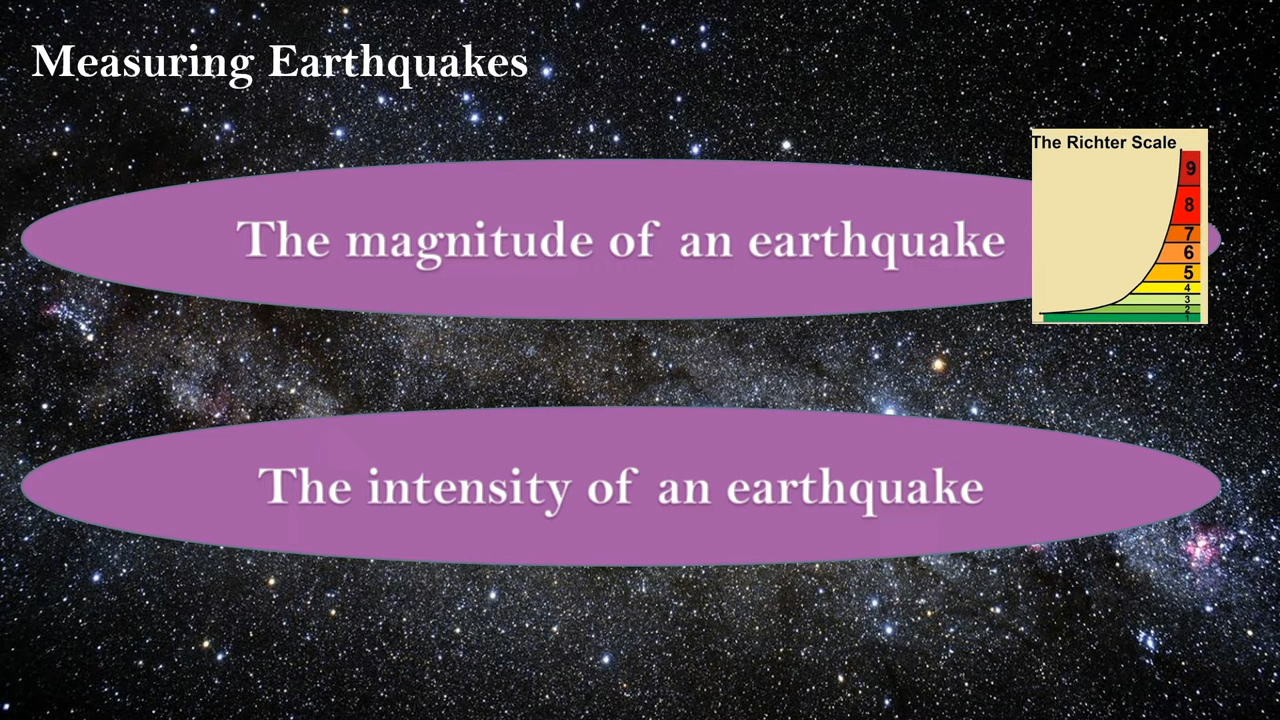 Measuring Earthquakes
The Richter Scale
9
The magnitude of an earthquake
8
7
6
5
4
3
2
1
The intensity of an earthquake